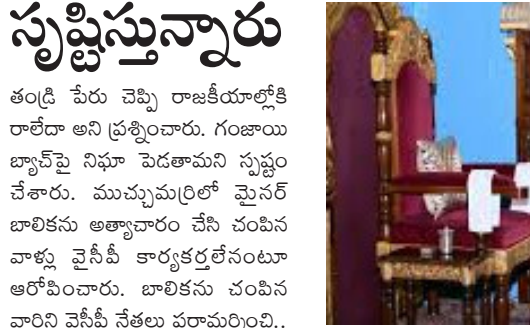 సృష్టిస్తున్నారు
తండ్రి పేరు చెప్పి రాజకీయాల్లోకి
రాలేదా అని ప్రశ్నించారు. గంజాయి
బ్యాచ్‌పై నిఘా పెడతామని స్పష్టం
చేశారు. ముచ్చుమర్రిలో మైనర్
బాలికను అత్యాచారం చేసి చంపిన
వాళ్లు వైసీపీ కార్యకర్తలేనంటూ
ఆరోపించారు. బాలికను చంపిన
వారిని వైసీపీ నేతలు పరామర్శించి..